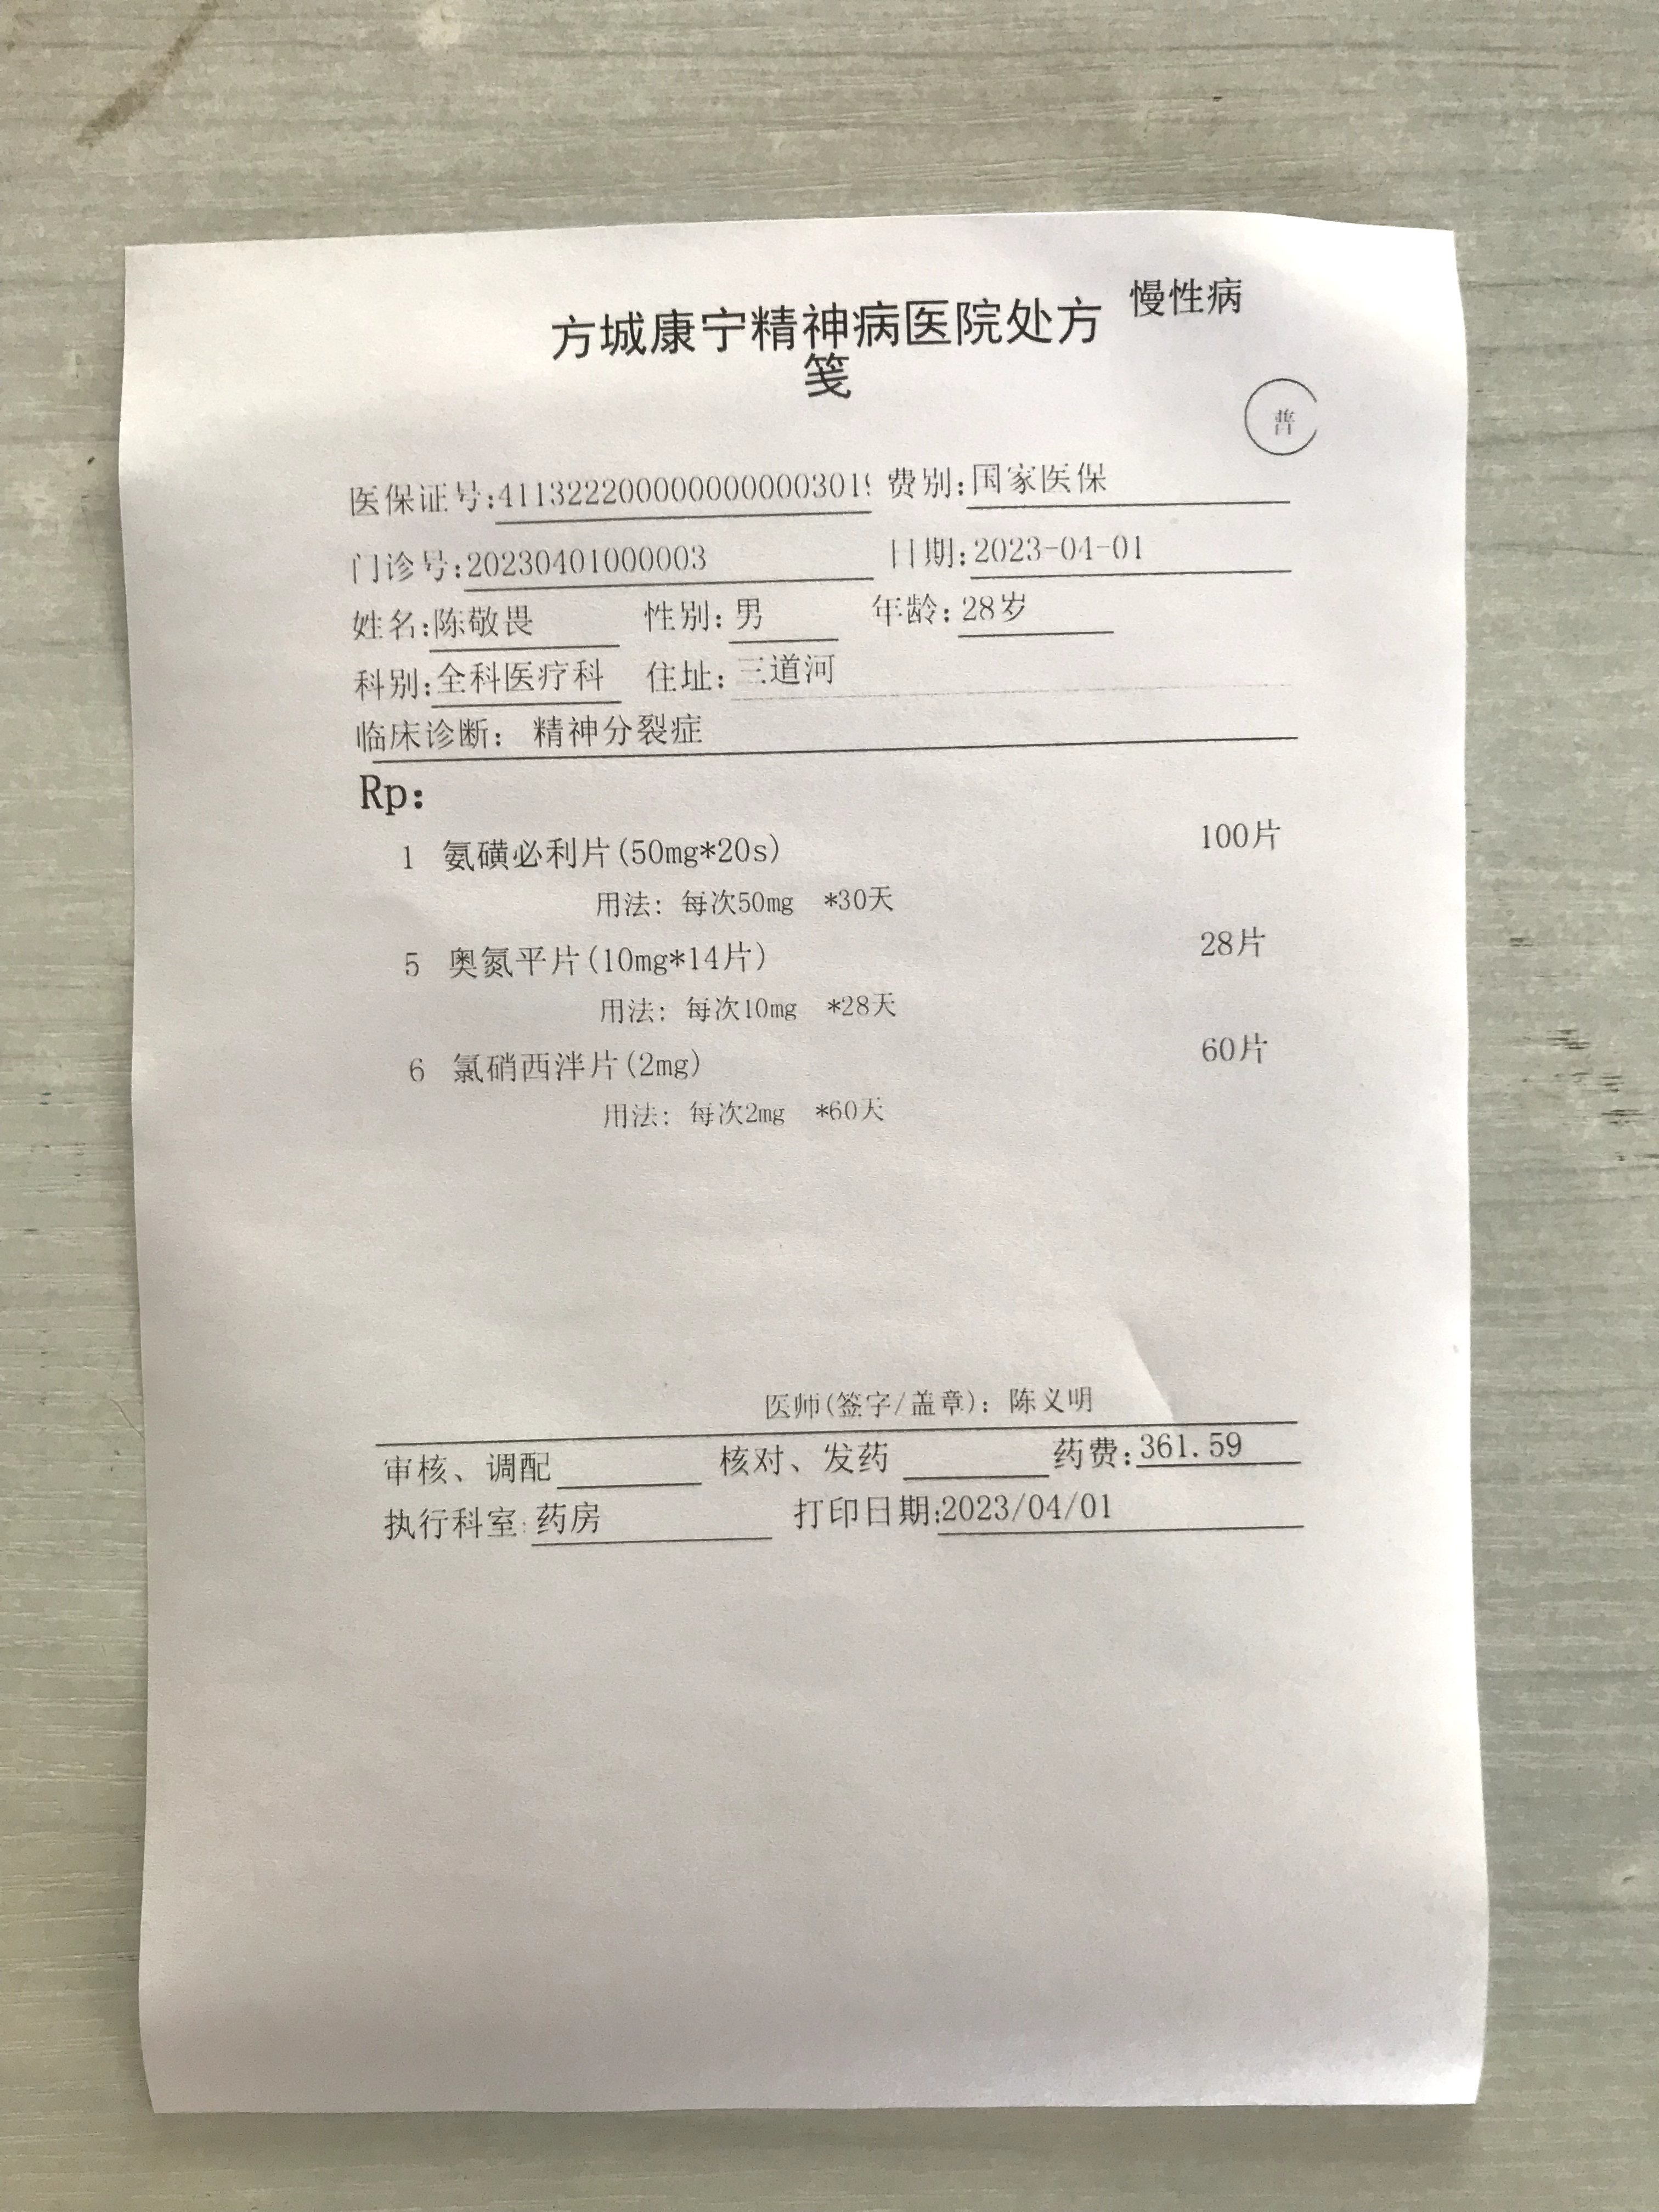 方城康宁精神病医院处方 慢性病
笺
普
医保证号:4113222000000000003019 费别:国家医保
门诊号:20230401000003 日期:2023-04-01
姓名:陈敬畏 性别:男 年龄:28岁
科别:全科医疗科 住址:三道河
临床诊断: 精神分裂症
Rp:
1 氨磺必利片(50mg*20s) 100片
用法: 每次50mg *30天
5 奥氮平片(10mg*14片) 28片
用法: 每次10mg *28天
6 氯硝西泮片(2mg) 60片
用法: 每次2mg *60天
医师(签字/盖章): 陈义明
审核、调配 核对、发药 药费:361.59
执行科室:药房 打印日期:2023/04/01